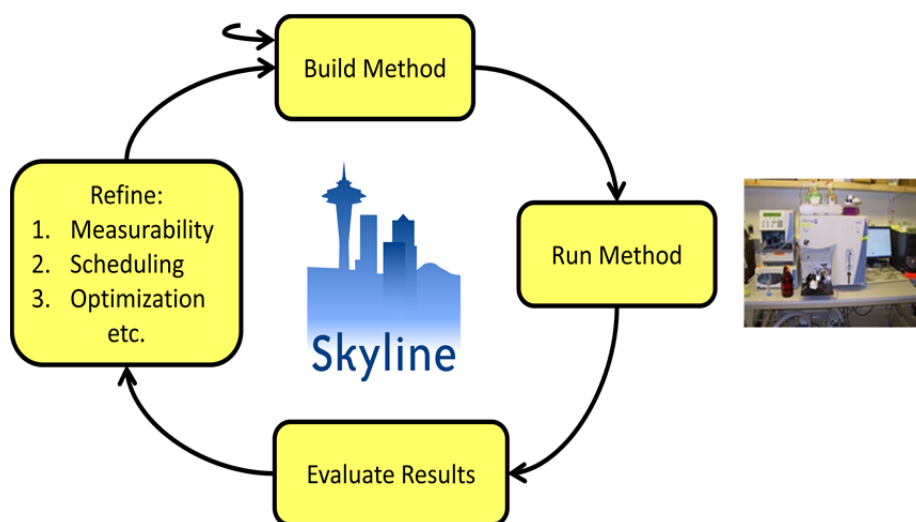 Build Method
Refine:
1. Measurability
2. Scheduling
3. Optimization
etc.
Run Method
Skyline
Evaluate Results